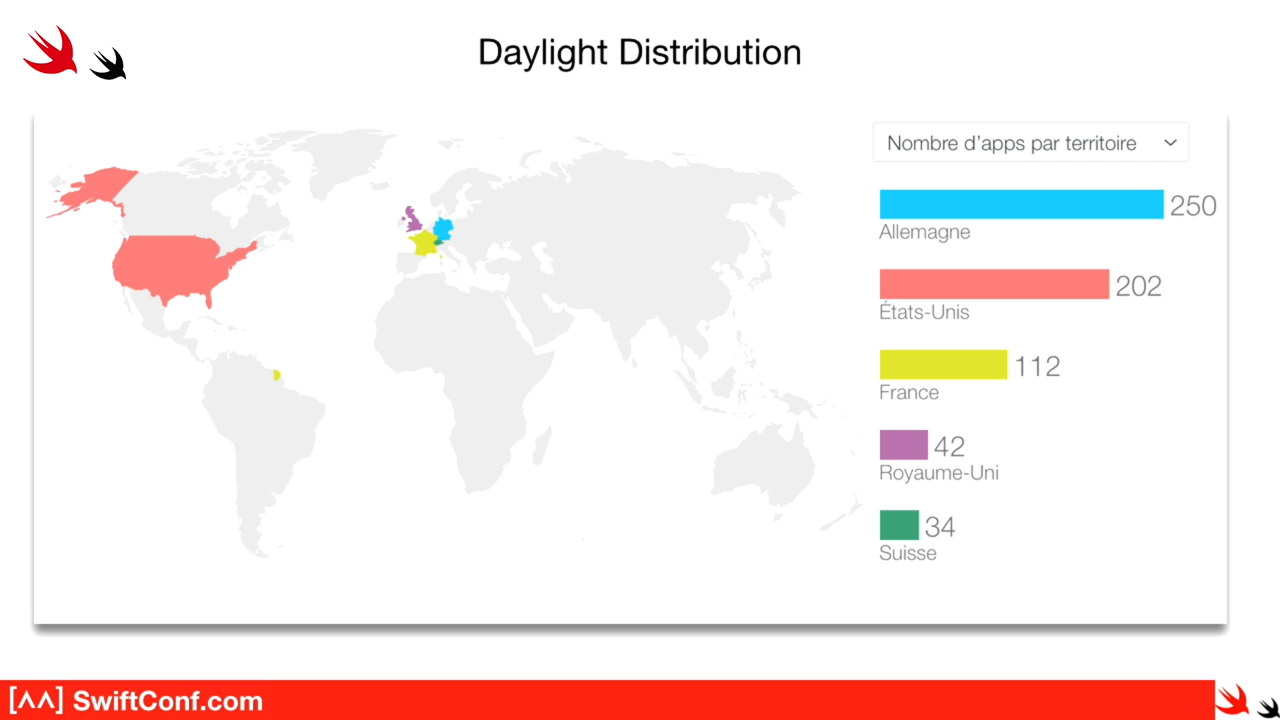 Daylight Distribution
Nombre d’apps par territoire
250
Allemagne
202
États-Unis
112
France
42
Royaume-Uni
34
Suisse
[^^] SwiftConf.com